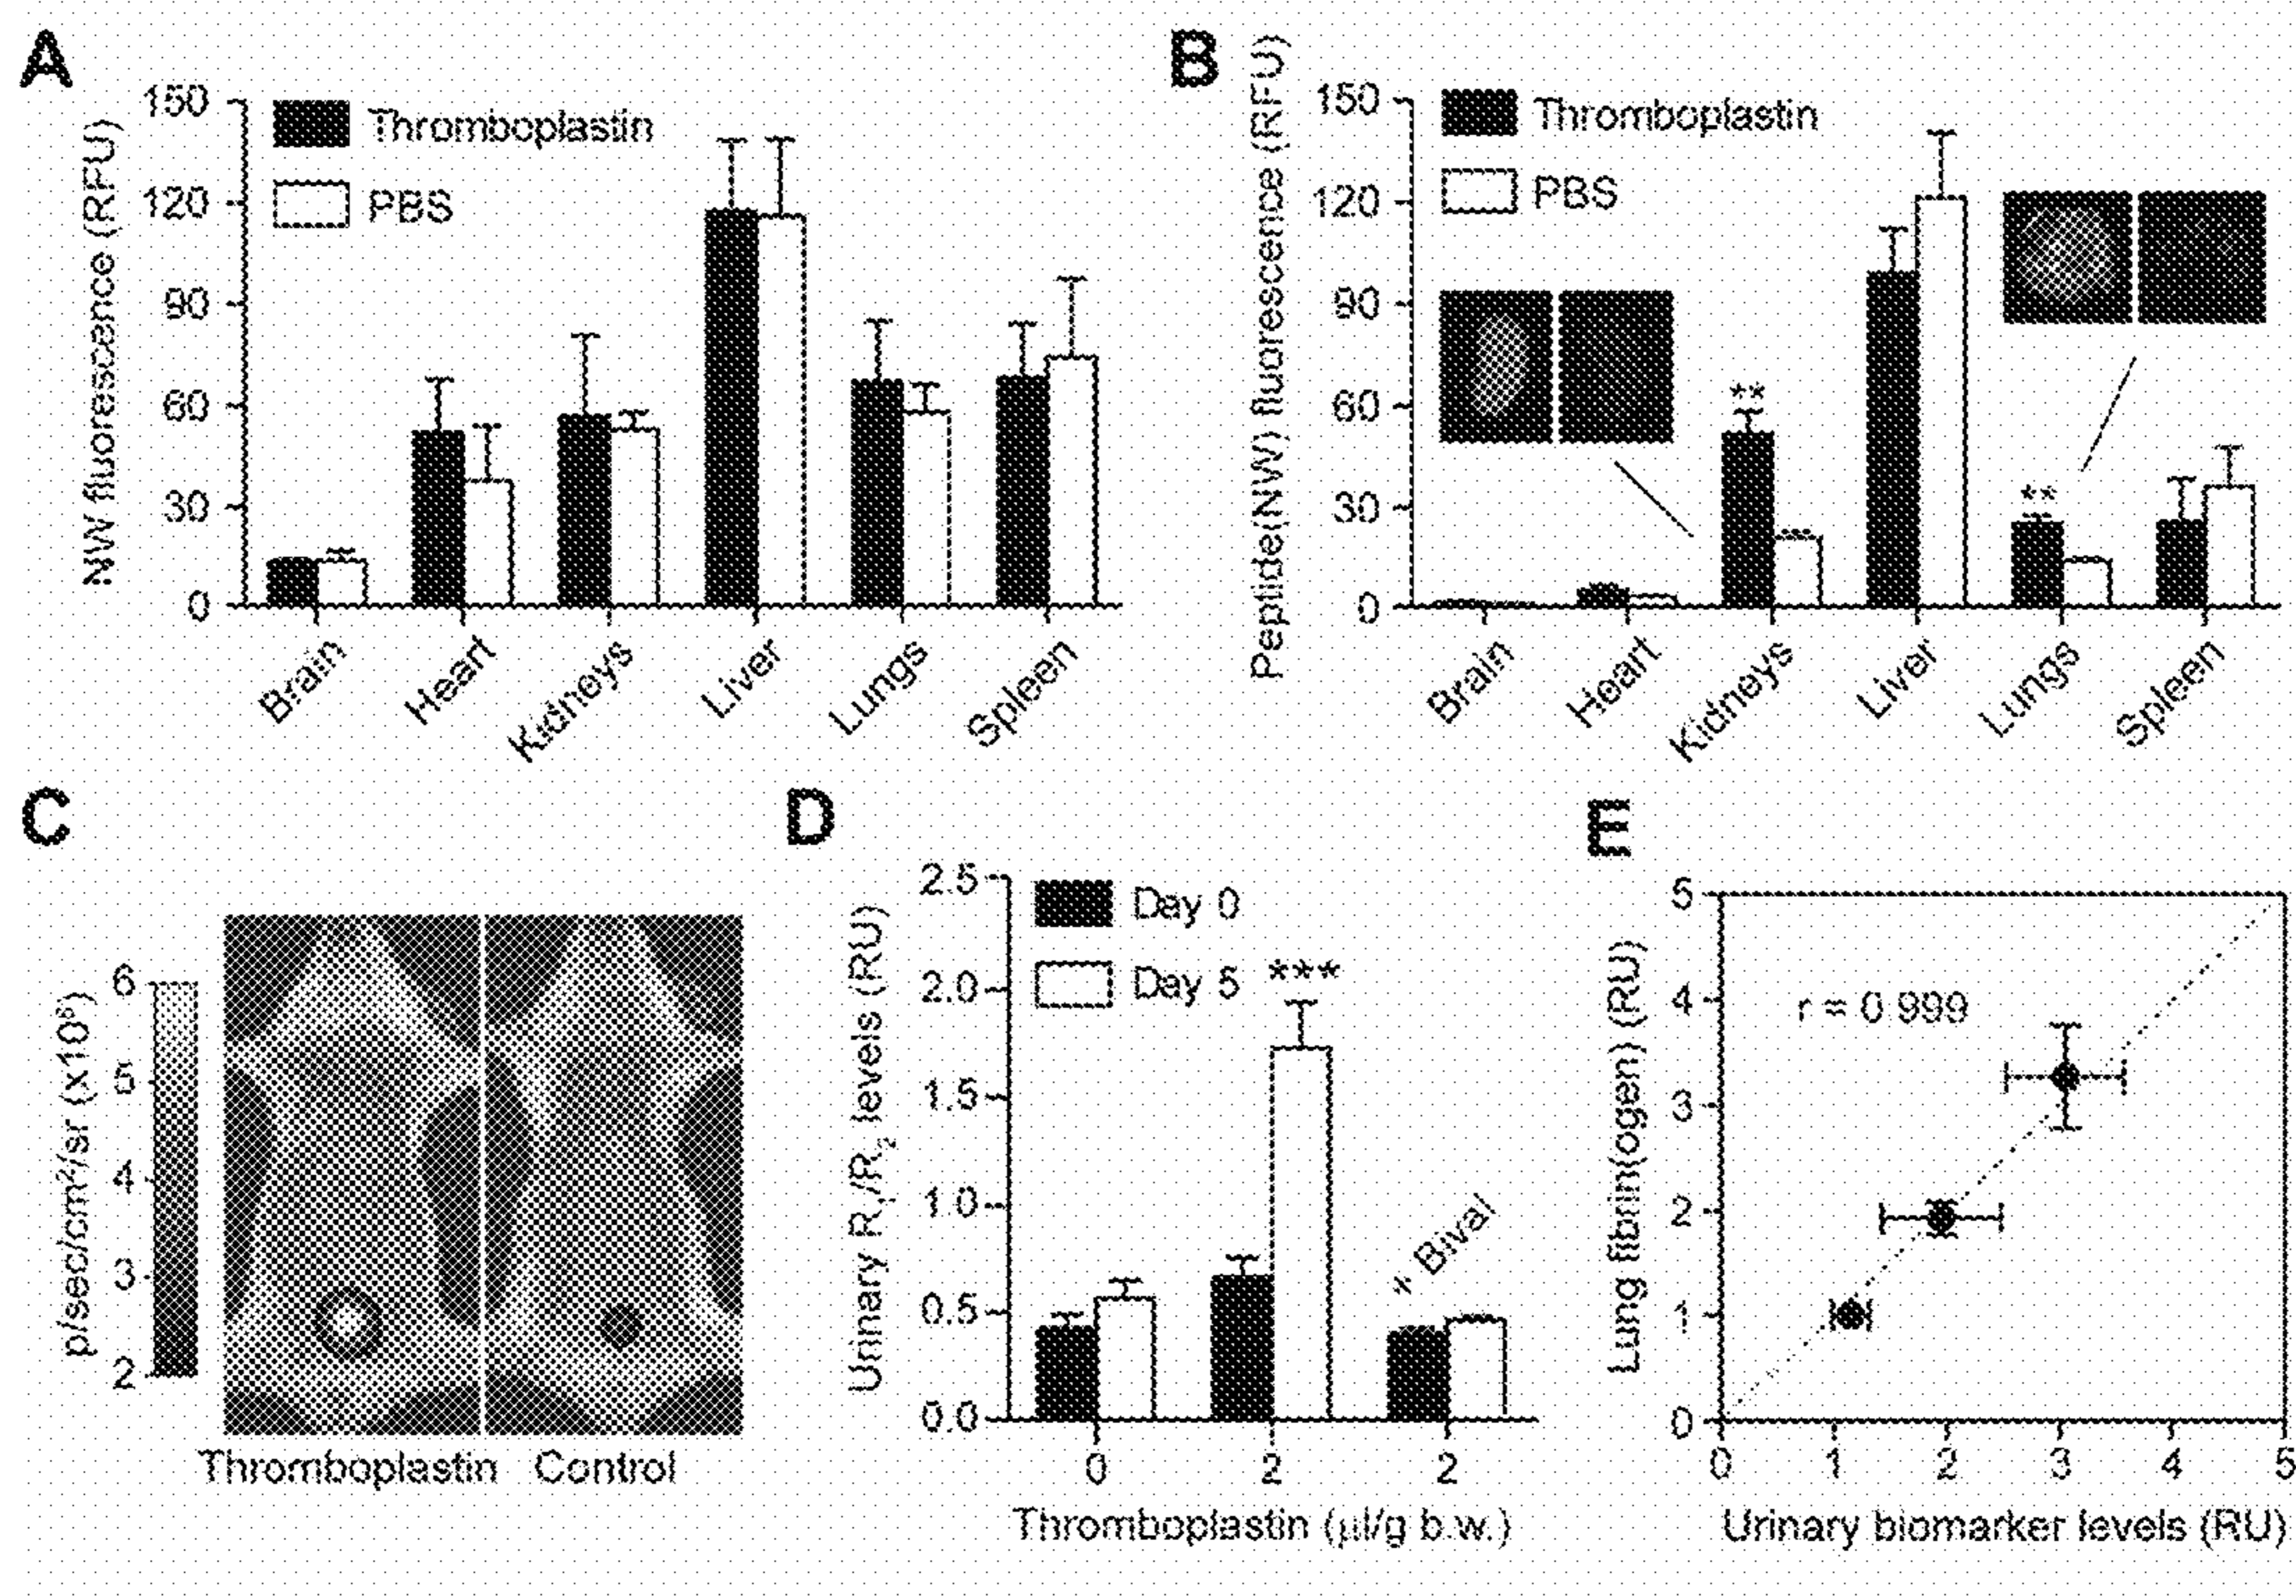 A
NW fluorescence (RFU)
150
120
90
60
30
0
Thromboplastin
PBS
Brain
Heart
Kidneys
Liver
Lungs
Spleen
B
Peptide(NW) fluorescence (RFU)
150
120
90
60
30
0
Thromboplastin
PBS
**
**
Brain
Heart
Kidneys
Liver
Lungs
Spleen
C
p/sec/cm²/sr (x10⁸)
6
5
4
3
2
Thromboplastin
Control
D
Urinary R₁/R₂ levels (RU)
2.5
2.0
1.5
1.0
0.5
0.0
Day 0
Day 5
***
* Bival
0
2
2
Thromboplastin (µl/g b.w.)
E
Lung fibrin(ogen) (RU)
5
4
3
2
1
0
r = 0 999
0
1
2
3
4
5
Urinary biomarker levels (RU)